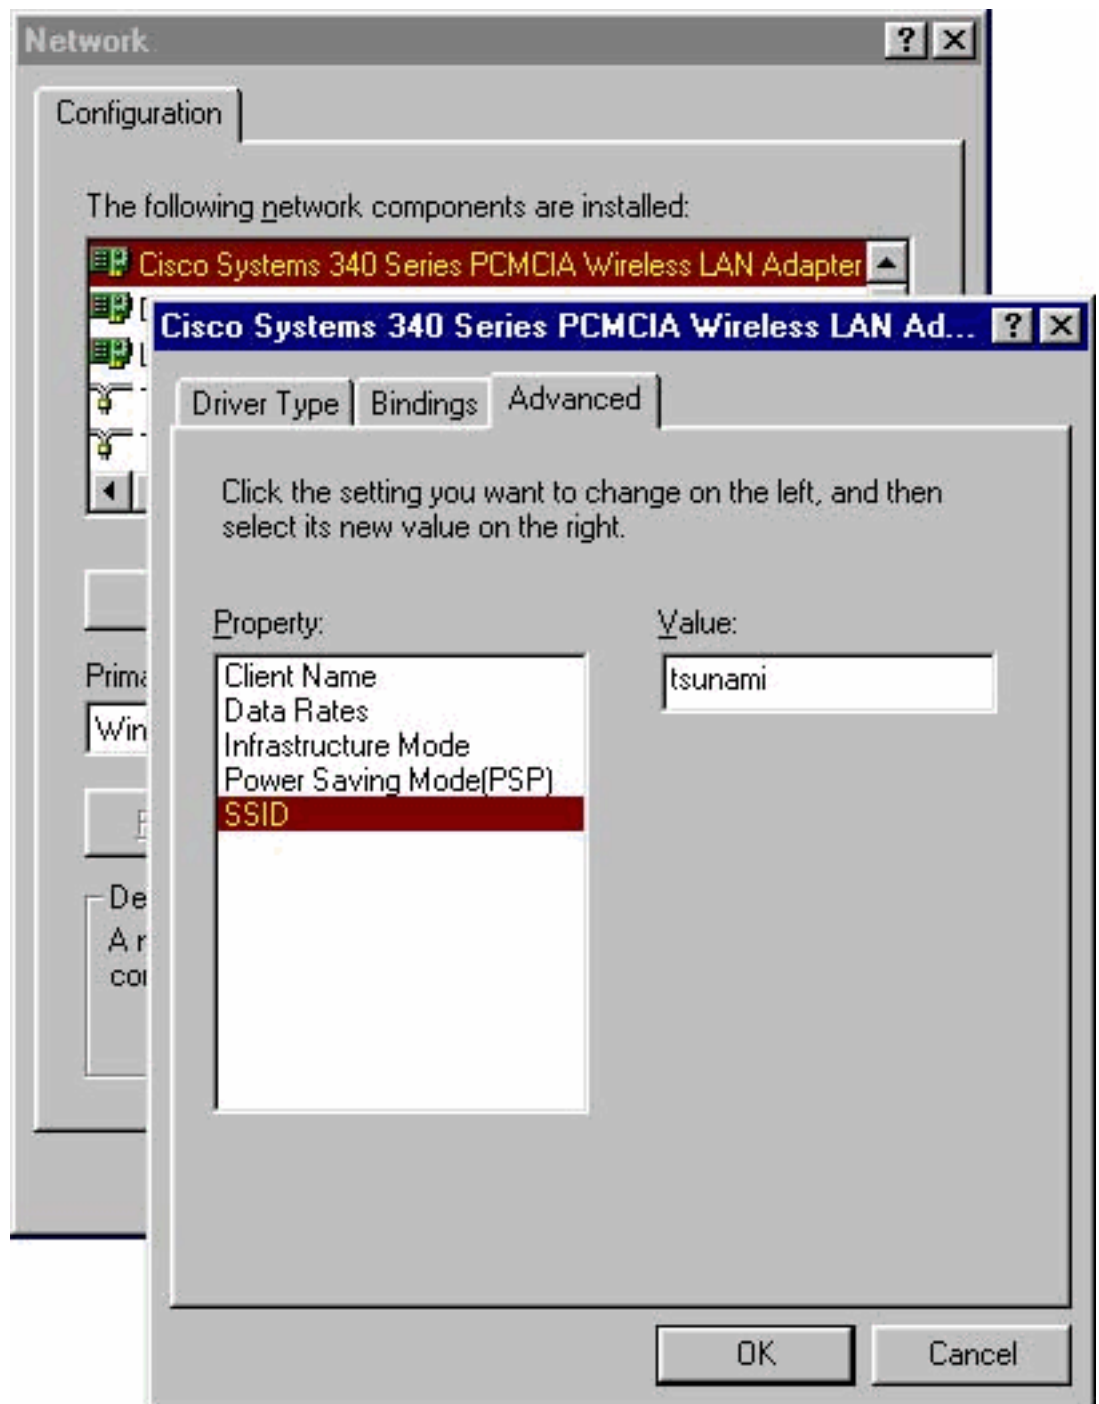 Network
Configuration
The following network components are installed:
Cisco Systems 340 Series PCMCIA Wireless LAN Adapter
Cisco Systems 340 Series PCMCIA Wireless LAN Ad...
Driver Type
Bindings
Advanced
Click the setting you want to change on the left, and then
select its new value on the right.
Property:
Value:
Client Name
Data Rates
Infrastructure Mode
Power Saving Mode(PSP)
SSID
tsunami
Prima
Win
De
A r
OK
Cancel